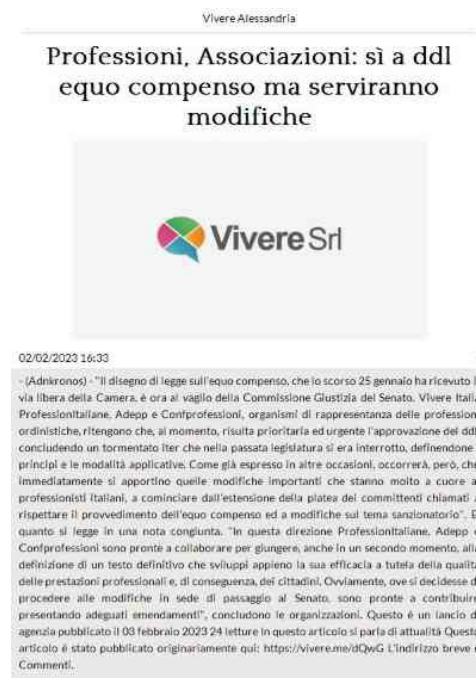 Vivere Alessandria
Professioni, Associazioni: sì a ddl
equo compenso ma serviranno
modifiche
Vivere Srl
02/02/2023 16:33
- (Adnkronos) - "Il disegno di legge sull'equo compenso, che lo scorso 25 gennaio ha ricevuto i
via libera della Camera, è ora al vaglio della Commissione Giustizia del Senato. Vivere Itali
ProfessionItaliane, Adepp e Confprofessioni, organismi di rappresentanza delle profession
ordinistiche, ritengono che, al momento, risulta prioritaria ed urgente l'approvazione del ddl
concludendo un tormentato iter che nella passata legislatura si era interrotto, definendone
principi e le modalità applicative. Come già espresso in altre occasioni, occorrerà, però, che
immediatamente si apportino quelle modifiche importanti che stanno molto a cuore a
professionisti italiani, a cominciare dall'estensione della platea dei committenti chiamati a
rispettare il provvedimento dell'equo compenso ed a modifiche sul tema sanzionatorio". E
quanto si legge in una nota congiunta. "In questa direzione ProfessionItaliane, Adepp e
Confprofessioni sono pronte a collaborare per giungere, anche in un secondo momento, alla
definizione di un testo definitivo che sviluppi appieno la sua efficacia a tutela della qualità
delle prestazioni professionali e, di conseguenza, dei cittadini. Ovviamente, ove si decidesse d
procedere alle modifiche in sede di passaggio al Senato, sono pronte a contribuire
presentando adeguati emendamenti", concludono le organizzazioni. Questo è un lancio d
agenzia pubblicato il 03 febbraio 2023 24 letture in questo articolo si parla di attualità Questo
articolo è stato pubblicato originariamente qui: https://vivere.me/dQwG L'indirizzo breve è
Commenti.